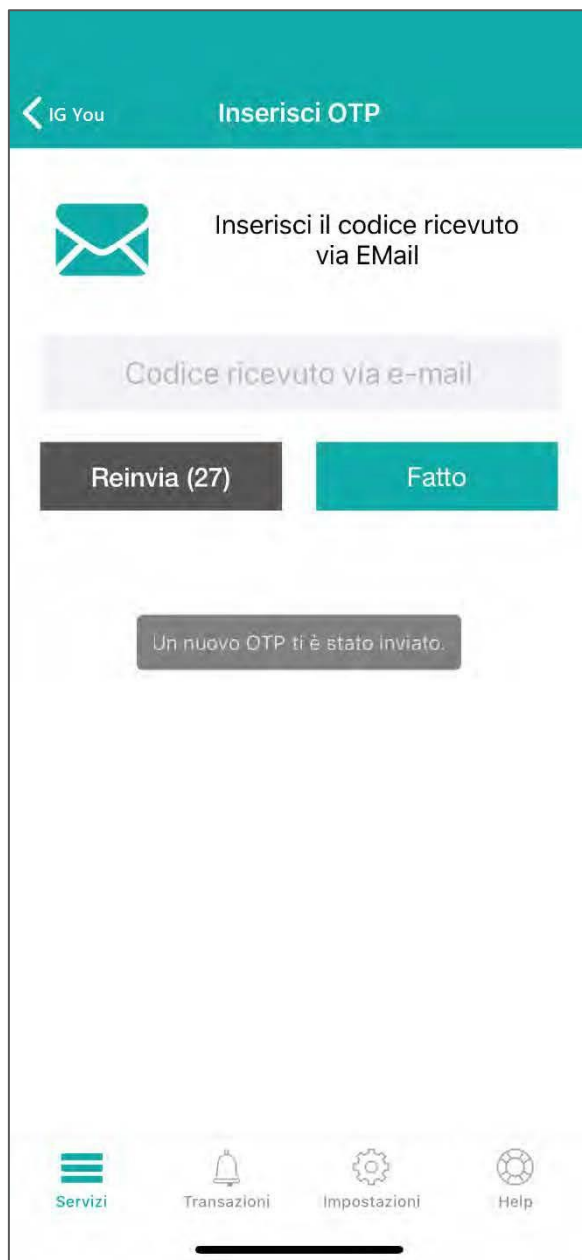 IG You
Inserisci OTP
Inserisci il codice ricevuto
via EMail
Codice ricevuto via e-mail
Reinvia (27)
Fatto
Un nuovo OTP ti è stato inviato.
Servizi
Transazioni
Impostazioni
Help